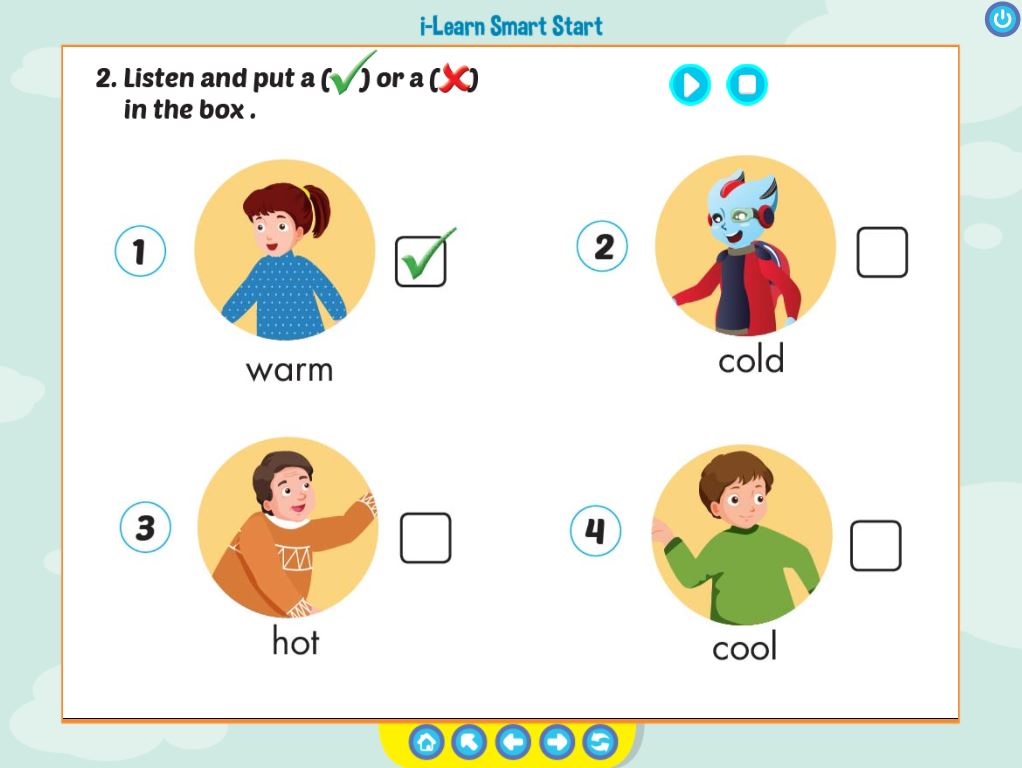 i-Learn Smart Start
2. Listen and put a (✓) or a (✗)
in the box .
1
warm
2
cold
3
hot
4
cool